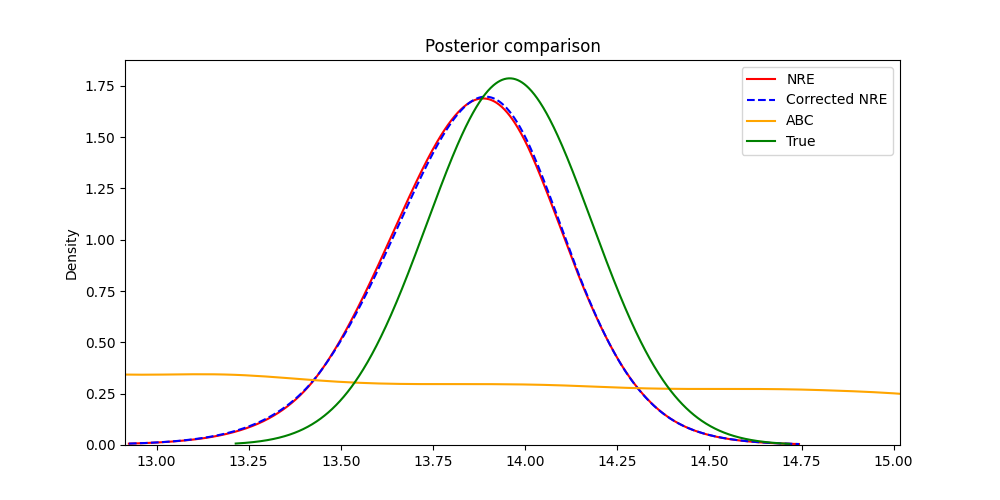 Posterior comparison
NRE
Corrected NRE
ABC
True
Density
1.75
1.50
1.25
1.00
0.75
0.50
0.25
0.00
13.00 13.25 13.50 13.75 14.00 14.25 14.50 14.75 15.00